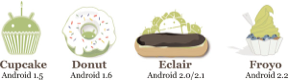 Cupcake Donut Eclair Froyo
Android 1.5 Android 1.6 Android 2.0/2.1 Android 2.2